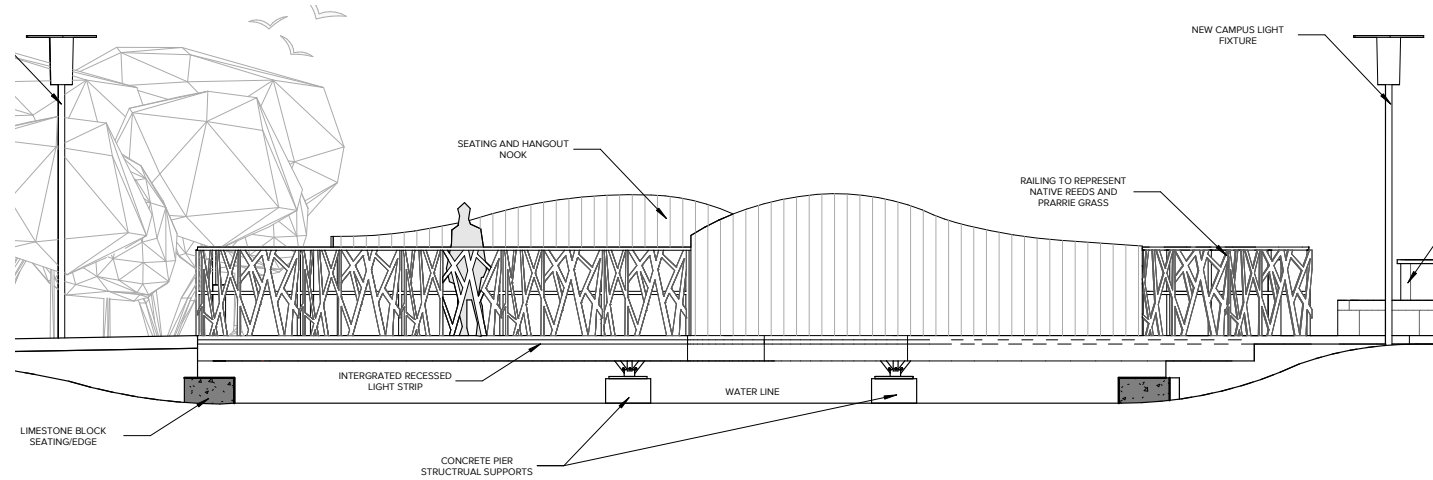 NEW CAMPUS LIGHT
FIXTURE
SEATING AND HANGOUT
NOOK
RAILING TO REPRESENT
NATIVE REEDS AND
PRARRIE GRASS
INTERGRATED RECESSED
LIGHT STRIP
WATER LINE
LIMESTONE BLOCK
SEATING/EDGE
CONCRETE PIER
STRUCTRUAL SUPPORTS